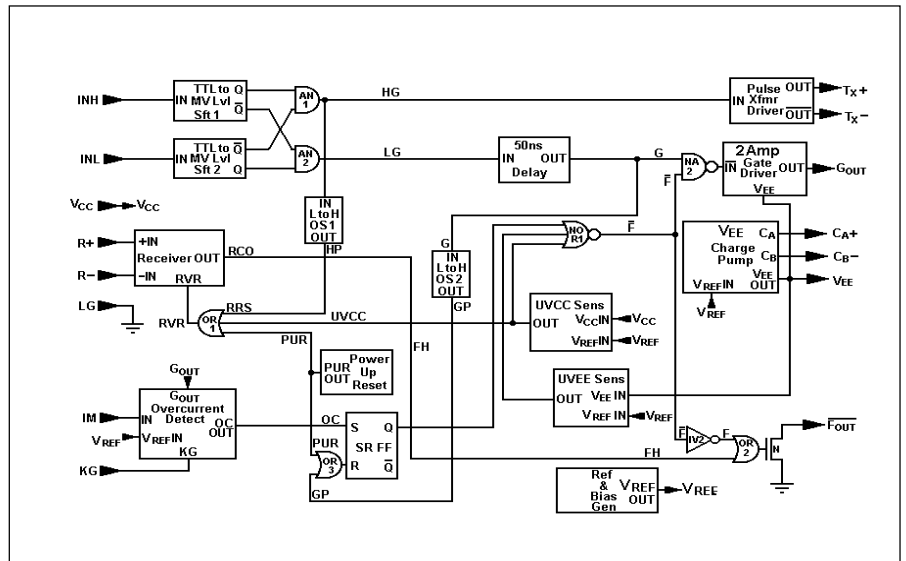 INH
IN
TTL to Q
MV Lvl Q̅
Sft 1
AN
1
HG
IN
Pulse OUT
Xfmr
Driver O̅U̅T̅
TX+
TX−
INL
IN
TTL to Q̅
MV Lvl Q
Sft 2
AN
2
LG
50ns
IN OUT
Delay
G
NA
2
F̅
2 Amp
I̅N̅ Gate OUT
Driver
VEE
GOUT
VCC VCC
IN
L to H
OS1
OUT
HP
G
IN
L to H
OS2
OUT
GP
NO
R1
F̅
VEE CA
Charge
Pump CB
VEE
VREF IN OUT
VREF
CA+
CB−
VEE
R+
R−
+IN
Receiver OUT
−IN
RVR
RCO
LG
RVR
OR
1
RRS
UVCC
PUR
FH
UVCC Sens
OUT
VCC IN VCC
VREF IN VREF
PUR Power
OUT Up
Reset
UVEE Sens
OUT VEE IN
VREF IN VREF
GOUT
IM
IN
GOUT
Overcurrent
Detect
OC
OUT
VREF VREF IN
KG
KG
OC
PUR
OR
3
GP
S Q
SR FF
R Q̅
FH
F̅
IV2
F
OR
2
N
F̅O̅U̅T̅
Ref
&
Bias
Gen
VREF
OUT
VREF